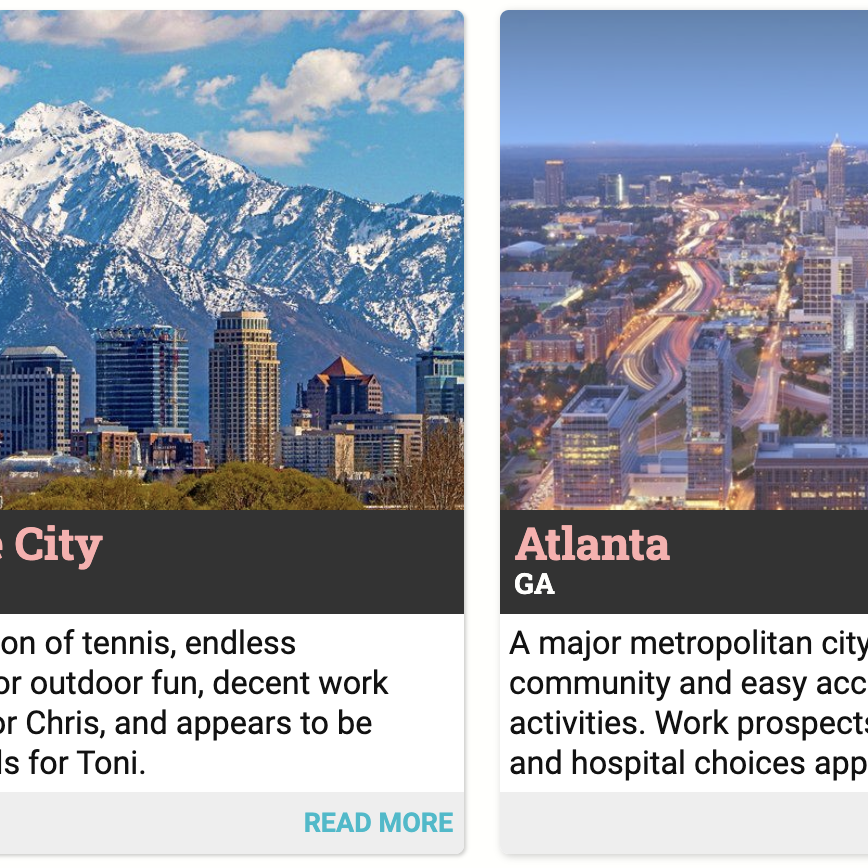 City
on of tennis, endless
or outdoor fun, decent work
or Chris, and appears to be
ls for Toni.
READ MORE
Atlanta
GA
A major metropolitan city
community and easy acc
activities. Work prospects
and hospital choices app